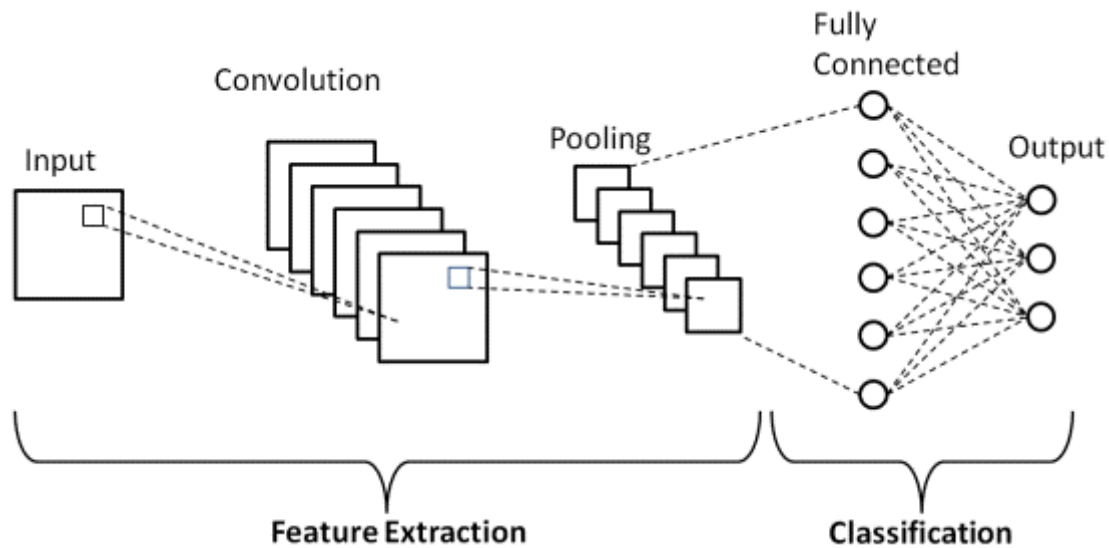 Input
Convolution
Pooling
Fully
Connected
Output
Feature Extraction
Classification